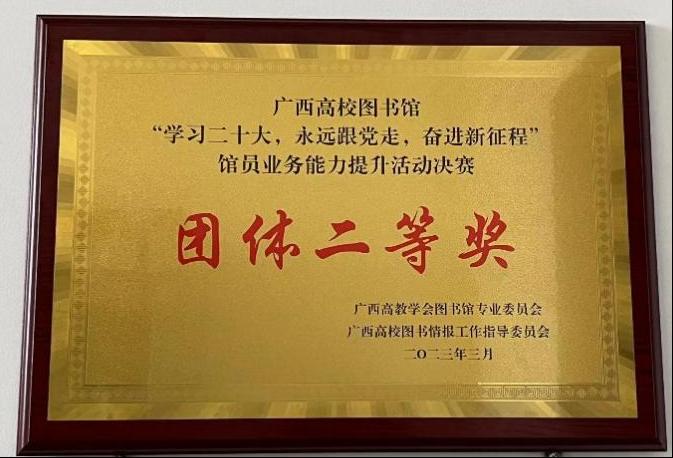 广西高校图书馆
“学习二十大，永远跟党走，奋进新征程”
馆员业务能力提升活动决赛
团体二等奖
广西高教学会图书馆专业委员会
广西高校图书情报工作指导委员会
二〇二三年三月